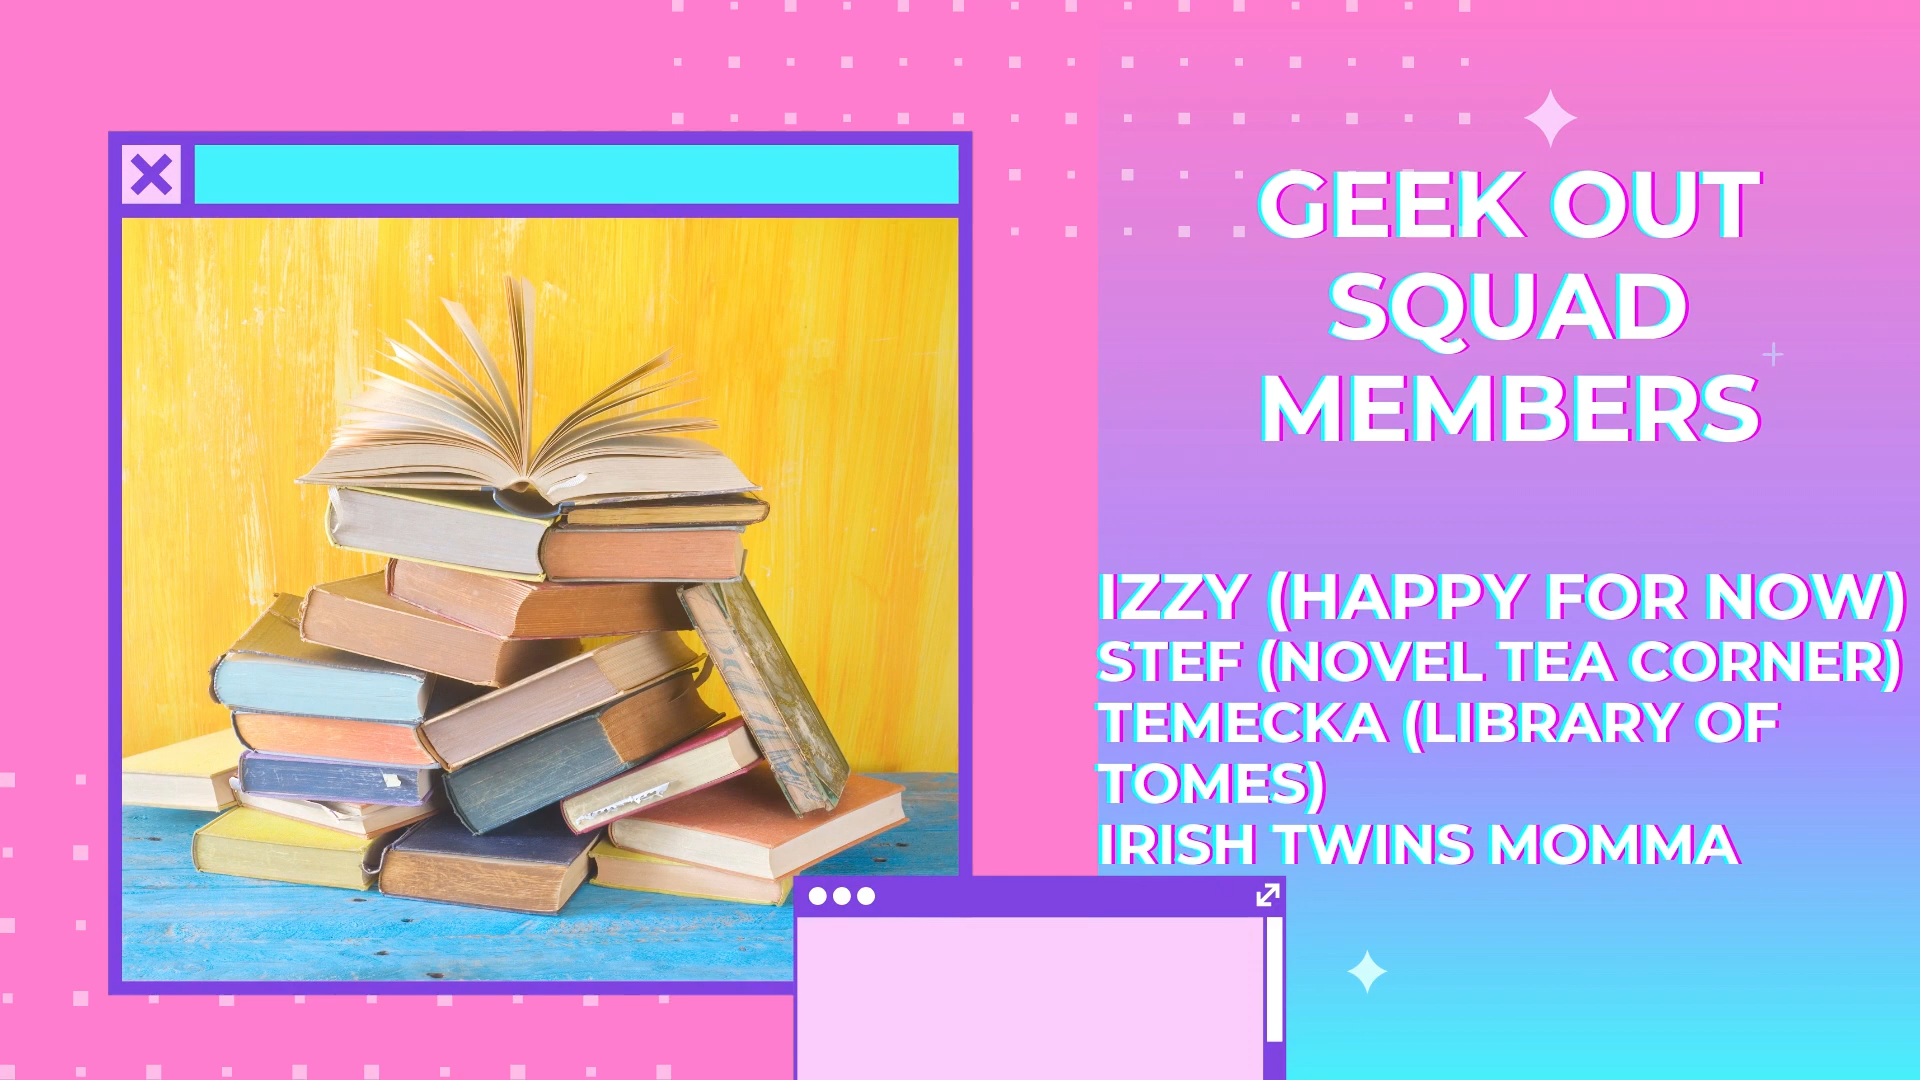 GEEK OUT
SQUAD
MEMBERS
IZZY (HAPPY FOR NOW)
STEF (NOVEL TEA CORNER)
TEMECKA (LIBRARY OF
TOMES)
IRISH TWINS MOMMA